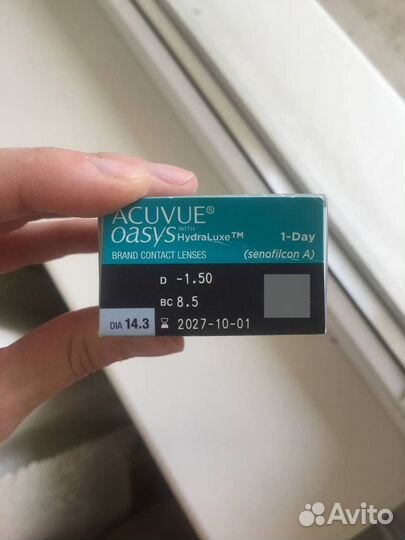 ACUVUE®
oasys WITH HydraLuxe™ 1-Day
BRAND CONTACT LENSES (senofilcon A)
D -1.50
BC 8.5
DIA 14.3 2027-10-01
Avito